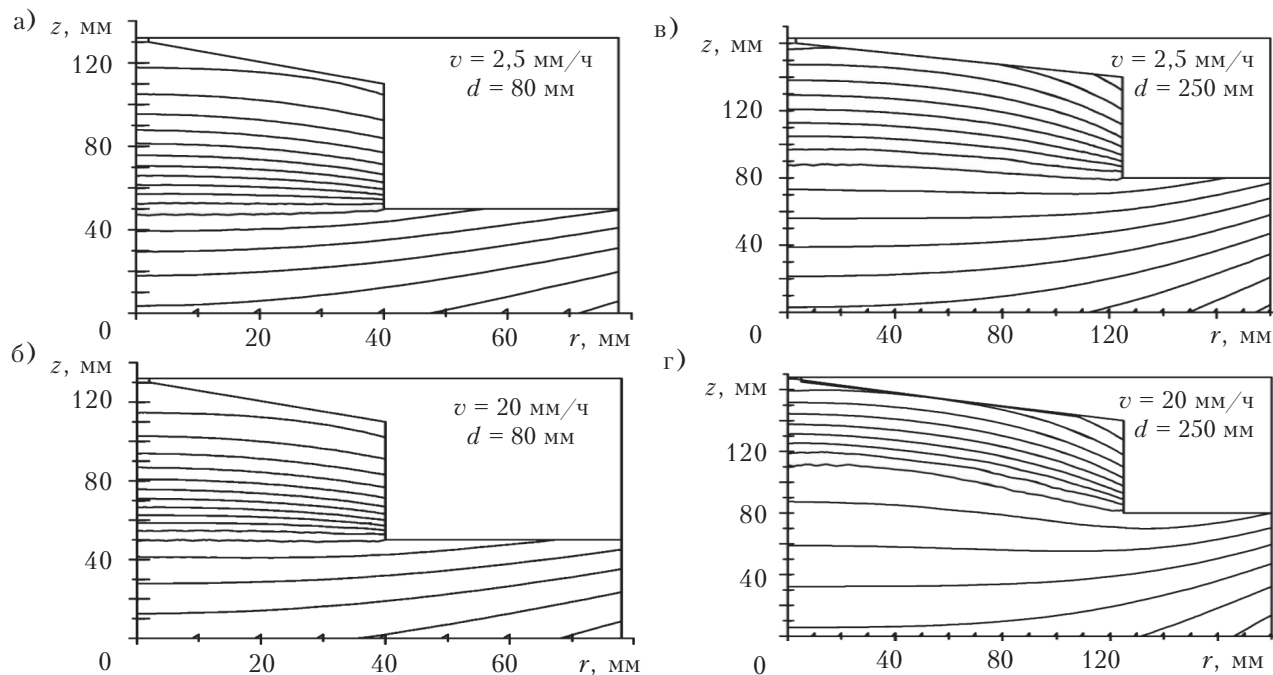 а)
z, мм
v = 2,5 мм/ч
d = 80 мм
120
80
40
0
20
40
60
r, мм
в)
z, мм
v = 2,5 мм/ч
d = 250 мм
120
80
40
0
40
80
120
r, мм
б)
z, мм
v = 20 мм/ч
d = 80 мм
120
80
40
0
20
40
60
r, мм
г)
z, мм
v = 20 мм/ч
d = 250 мм
120
80
40
0
40
80
120
r, мм